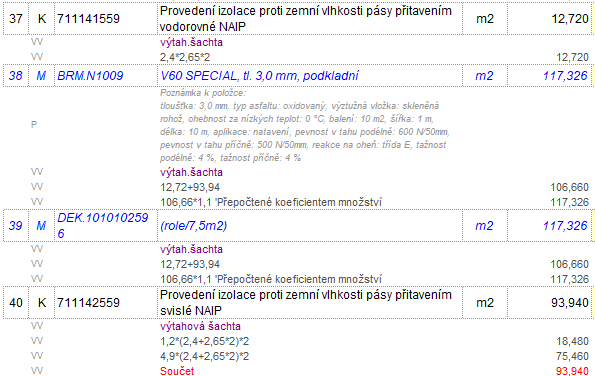 37 K 711141559 Provedení izolace proti zemní vlhkosti pásy přitavením m2 12,720
vodorovné NAIP
VV výtah.šachta
VV 2,4*2,65*2 12,720
38 M BRM.N1009 V60 SPECIAL, tl. 3,0 mm, podkladní m2 117,326
Poznámka k položce:
tloušťka: 3,0 mm, typ asfaltu: oxidovaný, výztužná vložka: skleněná
P rohož, ohebnost za nízkých teplot: 0 °C, balení: 10 m2, šířka: 1 m,
délka: 10 m, aplikace: natavení, pevnost v tahu podélně: 600 N/50mm,
pevnost v tahu příčně: 500 N/50mm, reakce na oheň: třída E, tažnost
podélně: 4 %, tažnost příčně: 4 %
VV výtah.šachta
VV 12,72+93,94 106,660
VV 106,66*1,1 'Přepočtené koeficientem množství 117,326
39 M DEK.101010259 (role/7,5m2) m2 117,326
6
VV výtah.šachta
VV 12,72+93,94 106,660
VV 106,66*1,1 'Přepočtené koeficientem množství 117,326
40 K 711142559 Provedení izolace proti zemní vlhkosti pásy přitavením m2 93,940
svislé NAIP
VV výtahová šachta
VV 1,2*(2,4+2,65*2)*2 18,480
VV 4,9*(2,4+2,65*2)*2 75,460
VV Součet 93,940